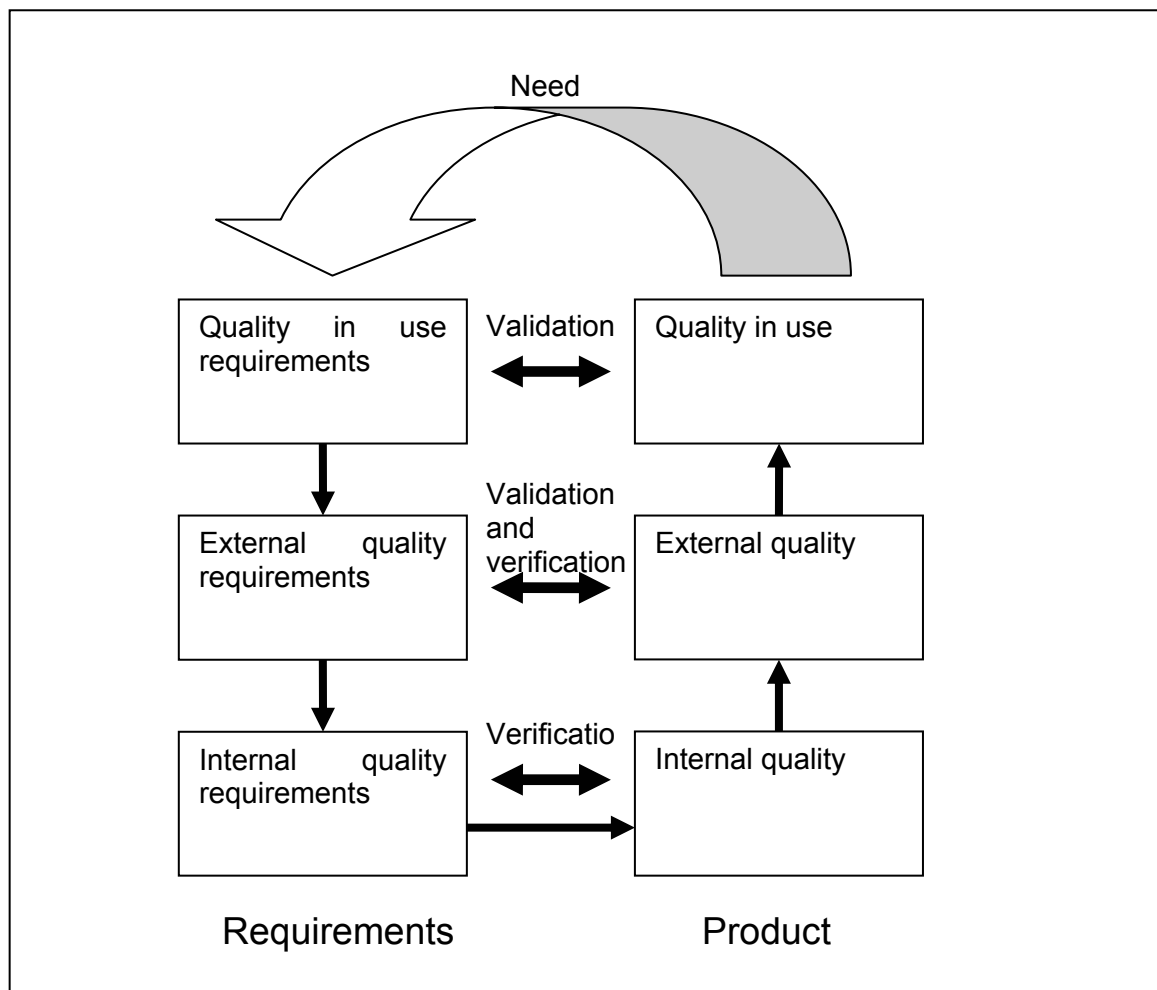 Need
Quality in use
requirements
Validation
Quality in use
External quality
requirements
Validation
and
verification
External quality
Internal quality
requirements
Verificatio
Internal quality
Requirements
Product